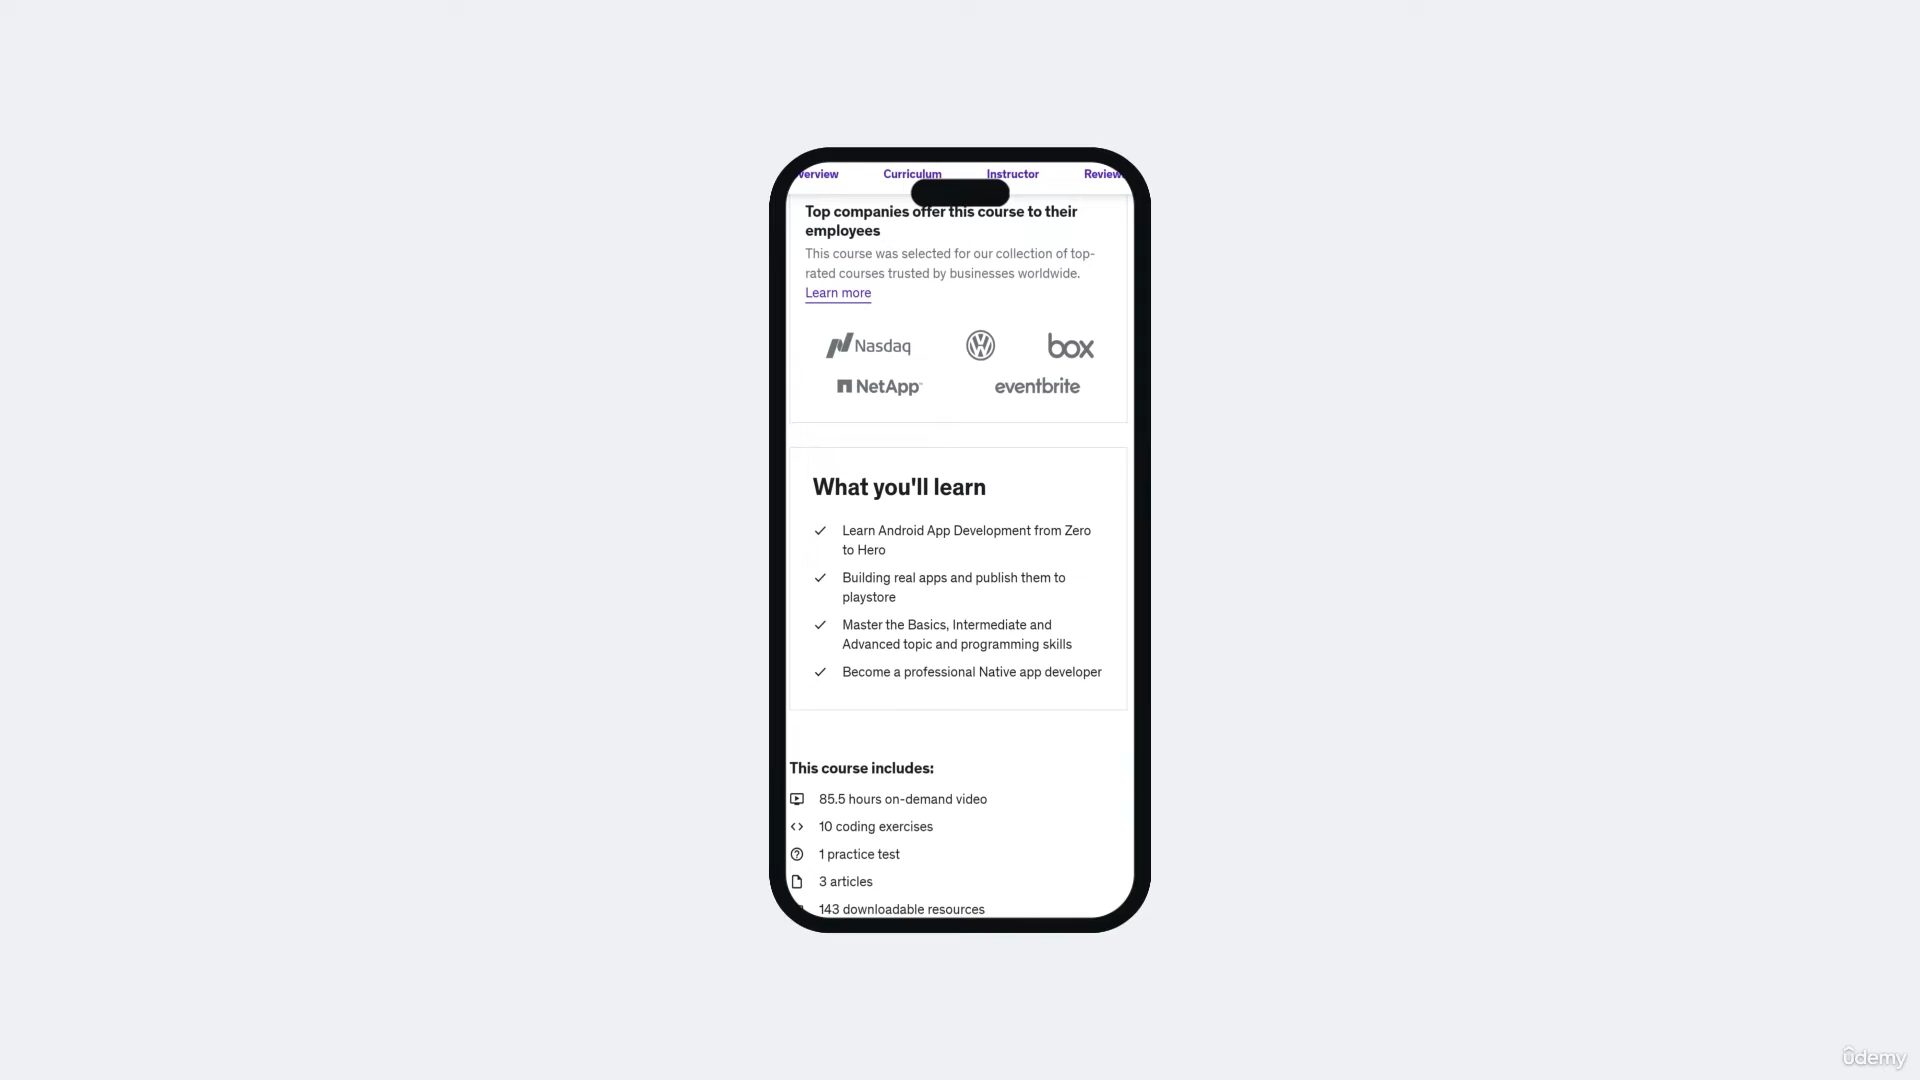 verview Curriculum Instructor Review
Top companies offer this course to their
employees
This course was selected for our collection of top-
rated courses trusted by businesses worldwide.
Learn more
Nasdaq box
NetApp eventbrite
What you'll learn
Learn Android App Development from Zero
to Hero
Building real apps and publish them to
playstore
Master the Basics, Intermediate and
Advanced topic and programming skills
Become a professional Native app developer
This course includes:
85.5 hours on-demand video
10 coding exercises
1 practice test
3 articles
143 downloadable resources
ûdemy